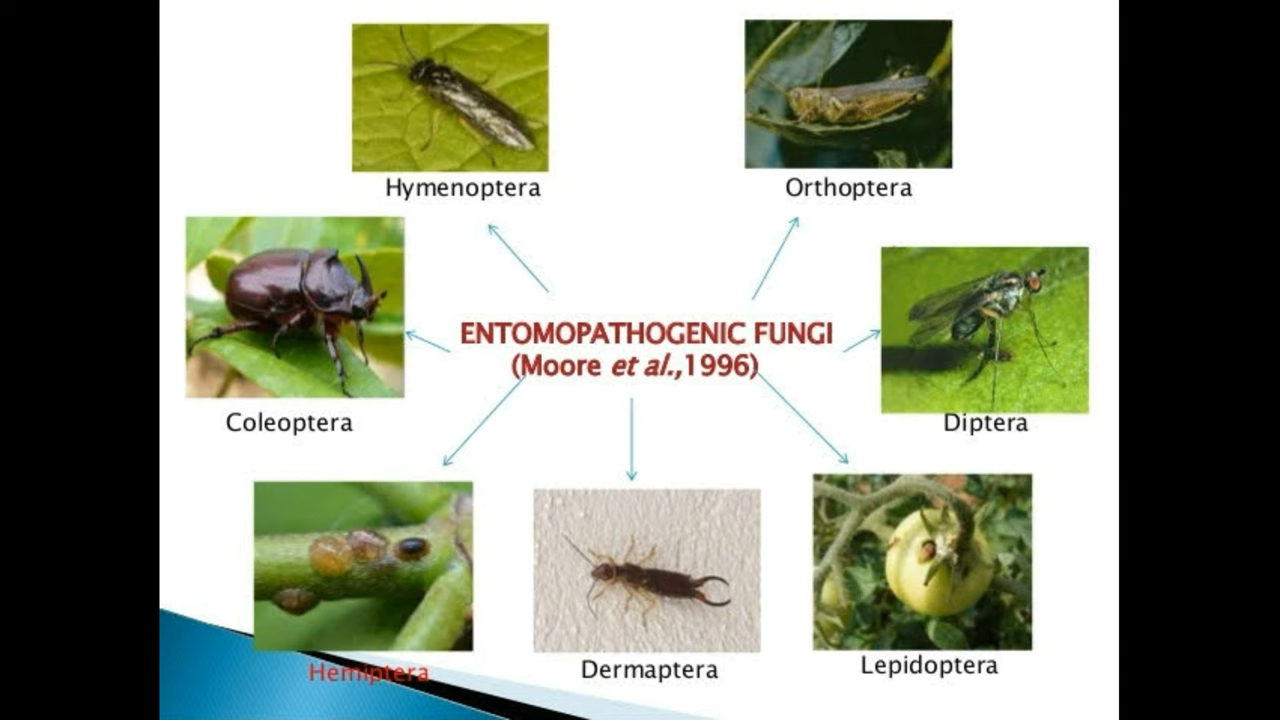 Hymenoptera
Orthoptera
ENTOMOPATHOGENIC FUNGI
(Moore et al.,1996)
Coleoptera
Diptera
Hemiptera
Dermaptera
Lepidoptera